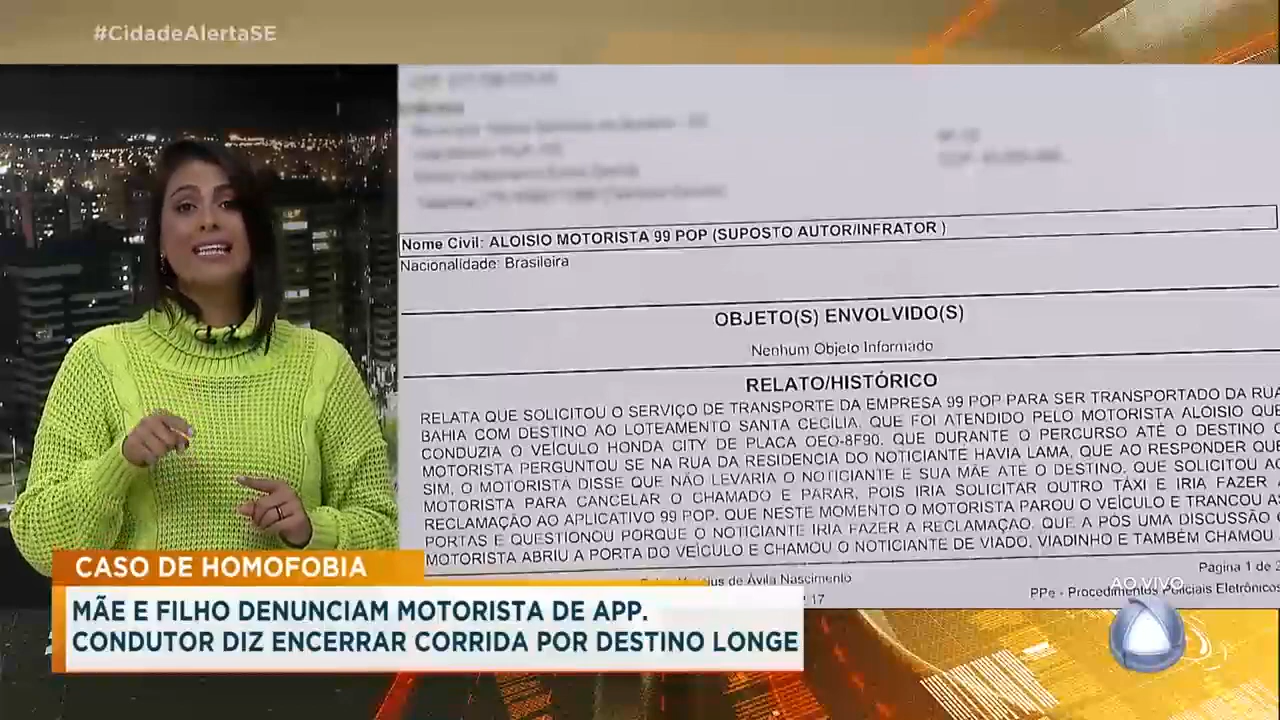 #CidadeAlertaSE
Nome Civil: ALOISIO MOTORISTA 99 POP (SUPOSTO AUTOR/INFRATOR )
Nacionalidade: Brasileira
OBJETO(S) ENVOLVIDO(S)
Nenhum Objeto Informado
RELATO/HISTÓRICO
RELATA QUE SOLICITOU O SERVIÇO DE TRANSPORTE DA EMPRESA 99 POP PARA SER TRANSPORTADO DA RUA
BAHIA COM DESTINO AO LOTEAMENTO SANTA CECÍLIA, QUE FOI ATENDIDO PELO MOTORISTA ALOISIO QUE
CONDUZIA O VEÍCULO HONDA CITY DE PLACA OEO-8F90. QUE DURANTE O PERCURSO ATÉ O DESTINO O
MOTORISTA PERGUNTOU SE NA RUA DA RESIDENCIA DO NOTICIANTE HAVIA LAMA, QUE AO RESPONDER QUE
SIM, O MOTORISTA DISSE QUE NÃO LEVARIA O NOTICIANTE E SUA MÃE ATÉ O DESTINO, QUE SOLICITOU AO
MOTORISTA PARA CANCELAR O CHAMADO E PARAR, POIS IRIA SOLICITAR OUTRO TÁXI E IRIA FAZER A
RECLAMAÇÃO AO APLICATIVO 99 POP. QUE NESTE MOMENTO O MOTORISTA PAROU O VEÍCULO E TRANCOU AS
PORTAS E QUESTIONOU PORQUE O NOTICIANTE IRIA FAZER A RECLAMAÇÃO, QUE A PÓS UMA DISCUSSÃO O
MOTORISTA ABRIU A PORTA DO VEÍCULO E CHAMOU O NOTICIANTE DE VIADO, VIADINHO E TAMBÉM CHAMOU
de Ávila Nascimento
Página 1 de 2
17
PPe - Procedimentos Policiais Eletrônicos
AO VIVO
CASO DE HOMOFOBIA
MÃE E FILHO DENUNCIAM MOTORISTA DE APP.
CONDUTOR DIZ ENCERRAR CORRIDA POR DESTINO LONGE